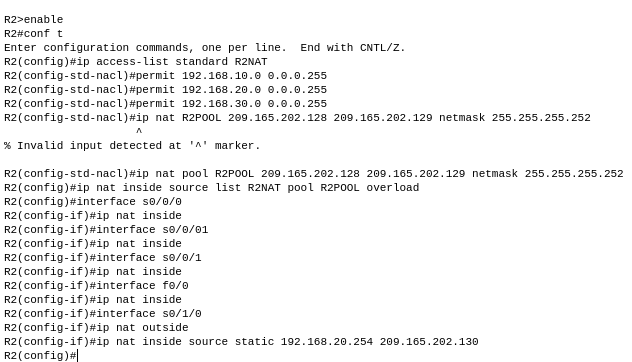 R2>enable
R2#conf t
Enter configuration commands, one per line.  End with CNTL/Z.
R2(config)#ip access-list standard R2NAT
R2(config-std-nacl)#permit 192.168.10.0 0.0.0.255
R2(config-std-nacl)#permit 192.168.20.0 0.0.0.255
R2(config-std-nacl)#permit 192.168.30.0 0.0.0.255
R2(config-std-nacl)#ip nat R2POOL 209.165.202.128 209.165.202.129 netmask 255.255.255.252
                    ^
% Invalid input detected at '^' marker.
R2(config-std-nacl)#ip nat pool R2POOL 209.165.202.128 209.165.202.129 netmask 255.255.255.252
R2(config)#ip nat inside source list R2NAT pool R2POOL overload
R2(config)#interface s0/0/0
R2(config-if)#ip nat inside
R2(config-if)#interface s0/0/01
R2(config-if)#ip nat inside
R2(config-if)#interface s0/0/1
R2(config-if)#ip nat inside
R2(config-if)#interface f0/0
R2(config-if)#ip nat inside
R2(config-if)#interface s0/1/0
R2(config-if)#ip nat outside
R2(config-if)#ip nat inside source static 192.168.20.254 209.165.202.130
R2(config)#